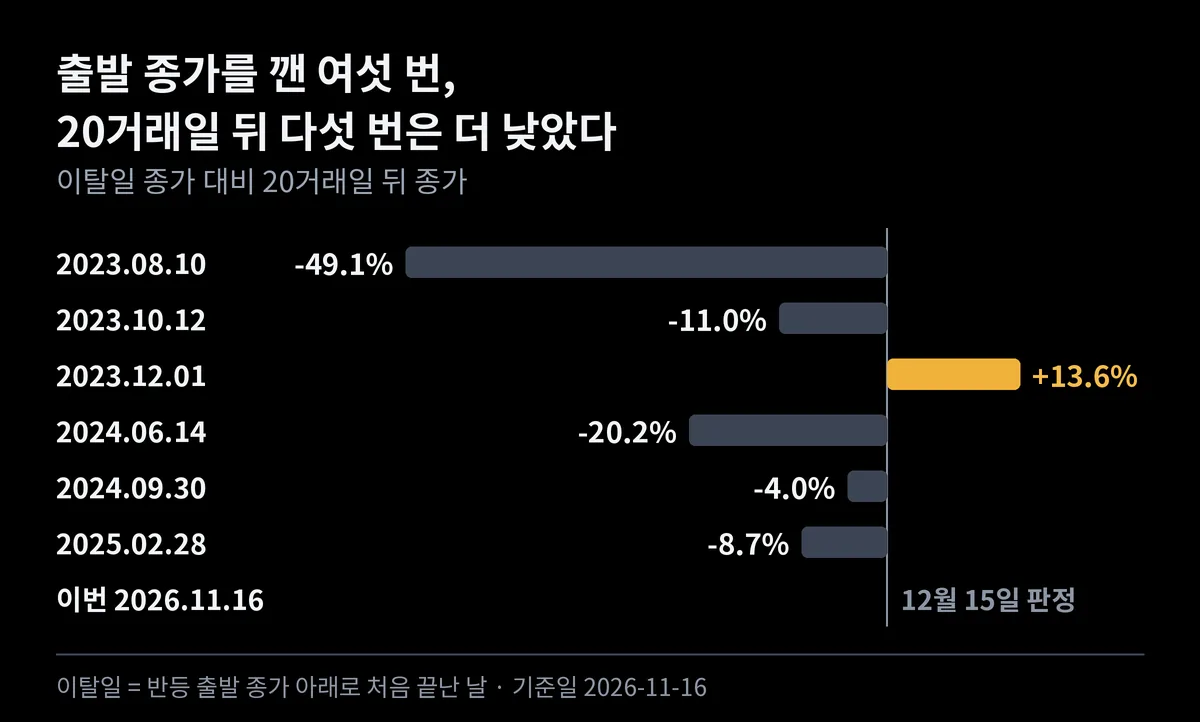 출발 종가를 깬 여섯 번,
20거래일 뒤 다섯 번은 더 낮았다
이탈일 종가 대비 20거래일 뒤 종가
2023.08.10 -49.1%
2023.10.12 -11.0%
2023.12.01 +13.6%
2024.06.14 -20.2%
2024.09.30 -4.0%
2025.02.28 -8.7%
이번 2026.11.16 12월 15일 판정
이탈일 = 반등 출발 종가 아래로 처음 끝난 날 · 기준일 2026-11-16